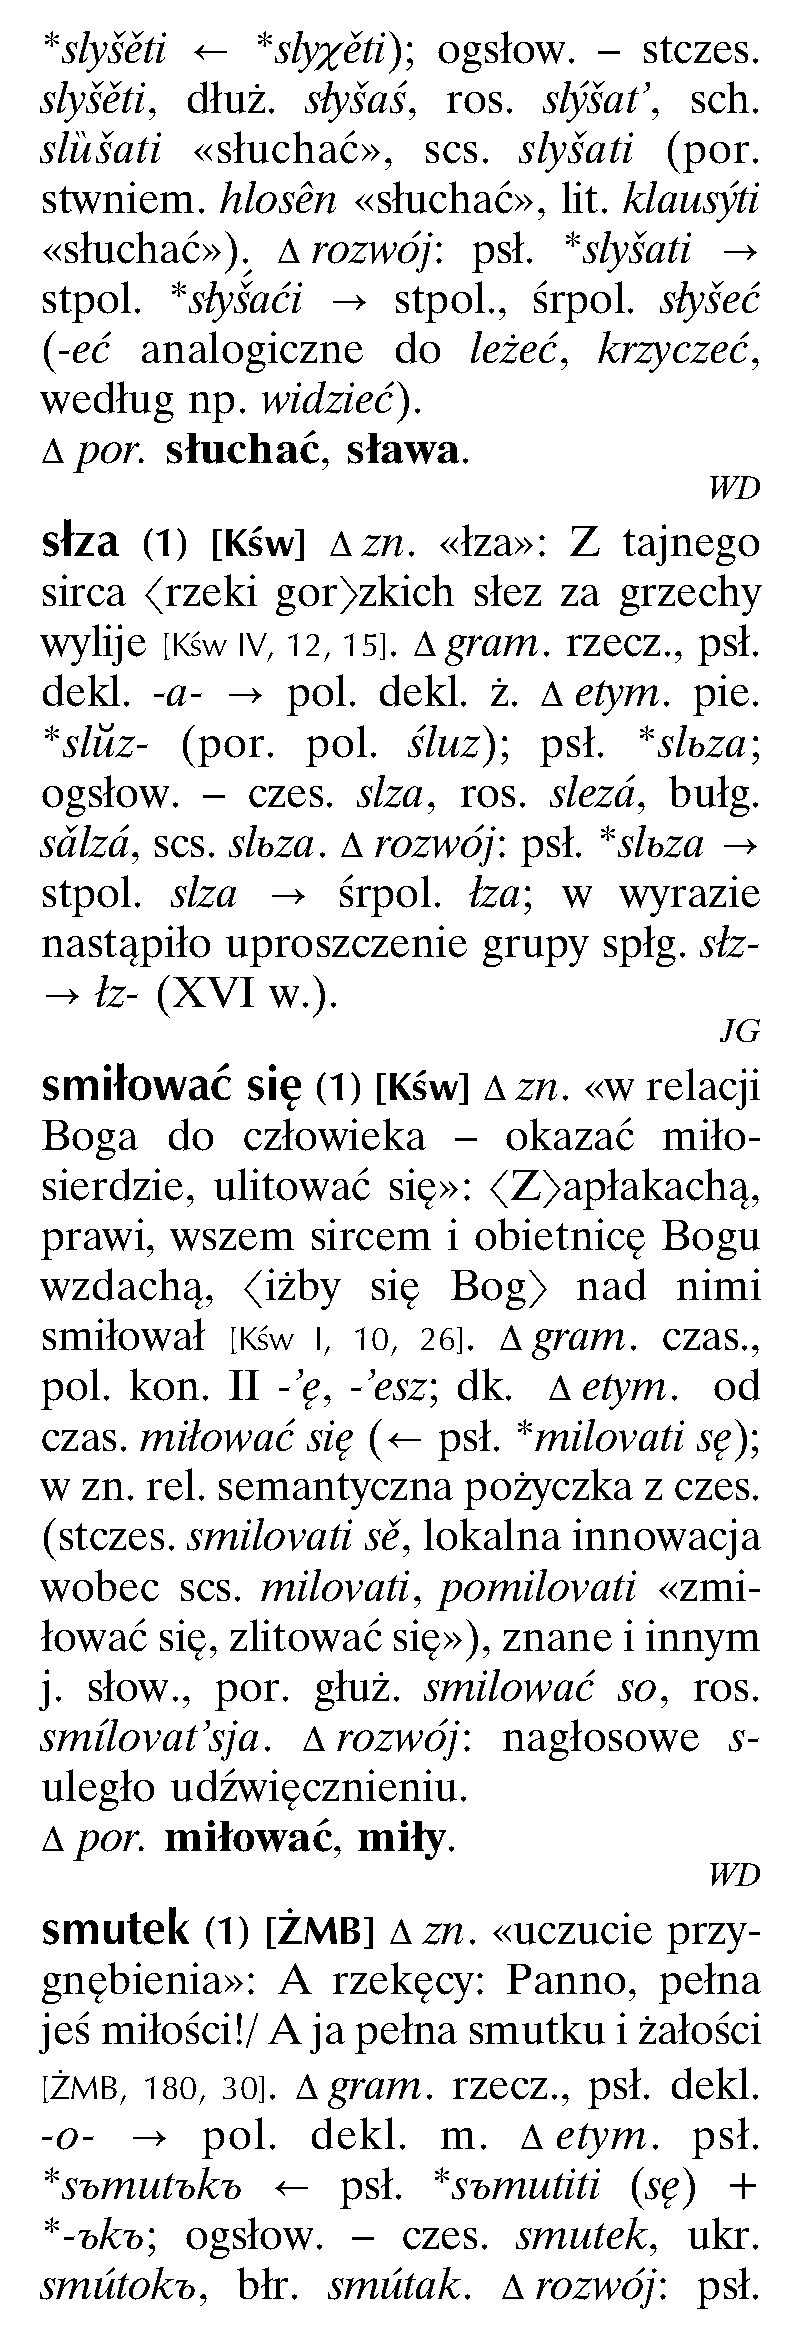 *slyšěti ← *slyχěti); ogsłow. – stczes.
slyšěti, dłuż. słyšaś, ros. slýšat’, sch.
slȕšati «słuchać», scs. slyšati (por.
stwniem. hlosên «słuchać», lit. klausýti
«słuchać»). Δ rozwój: psł. *slyšati →
stpol. *słyš́aći → stpol., śrpol. słyšeć
(-eć analogiczne do leżeć, krzyczeć,
według np. widzieć).
Δ por. słuchać, sława.
WD
słza (1) [Kśw] Δ zn. «łza»: Z tajnego
sirca ⟨rzeki gor⟩zkich słez za grzechy
wylije [Kśw IV, 12, 15]. Δ gram. rzecz., psł.
dekl. -a- → pol. dekl. ż. Δ etym. pie.
*slŭz- (por. pol. śluz); psł. *slьza;
ogsłow. – czes. slza, ros. slezá, bułg.
sǎlzá, scs. slьza. Δ rozwój: psł. *slьza →
stpol. slza → śrpol. łza; w wyrazie
nastąpiło uproszczenie grupy spłg. słz-
→ łz- (XVI w.).
JG
smiłować się (1) [Kśw] Δ zn. «w relacji
Boga do człowieka – okazać miło-
sierdzie, ulitować się»: ⟨Z⟩apłakachą,
prawi, wszem sircem i obietnicę Bogu
wzdachą, ⟨iżby się Bog⟩ nad nimi
smiłował [Kśw I, 10, 26]. Δ gram. czas.,
pol. kon. II -’ę, -’esz; dk. Δ etym. od
czas. miłować się (← psł. *milovati sę);
w zn. rel. semantyczna pożyczka z czes.
(stczes. smilovati sě, lokalna innowacja
wobec scs. milovati, pomilovati «zmi-
łować się, zlitować się»), znane i innym
j. słow., por. głuż. smilować so, ros.
smílovat’sja. Δ rozwój: nagłosowe s-
uległo udźwięcznieniu.
Δ por. miłować, miły.
WD
smutek (1) [ŻMB] Δ zn. «uczucie przy-
gnębienia»: A rzekęcy: Panno, pełna
jeś miłości!/ A ja pełna smutku i żałości
[ŻMB, 180, 30]. Δ gram. rzecz., psł. dekl.
-o- → pol. dekl. m. Δ etym. psł.
*sъmutъkъ ← psł. *sъmutiti (sę) +
*-ъkъ; ogsłow. – czes. smutek, ukr.
smútokъ, błr. smútak. Δ rozwój: psł.